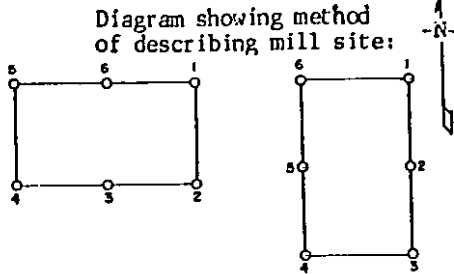 Diagram showing method
of describing mill site:
-N-
5 6 1
4 3 2
6 1
5 2
4 3